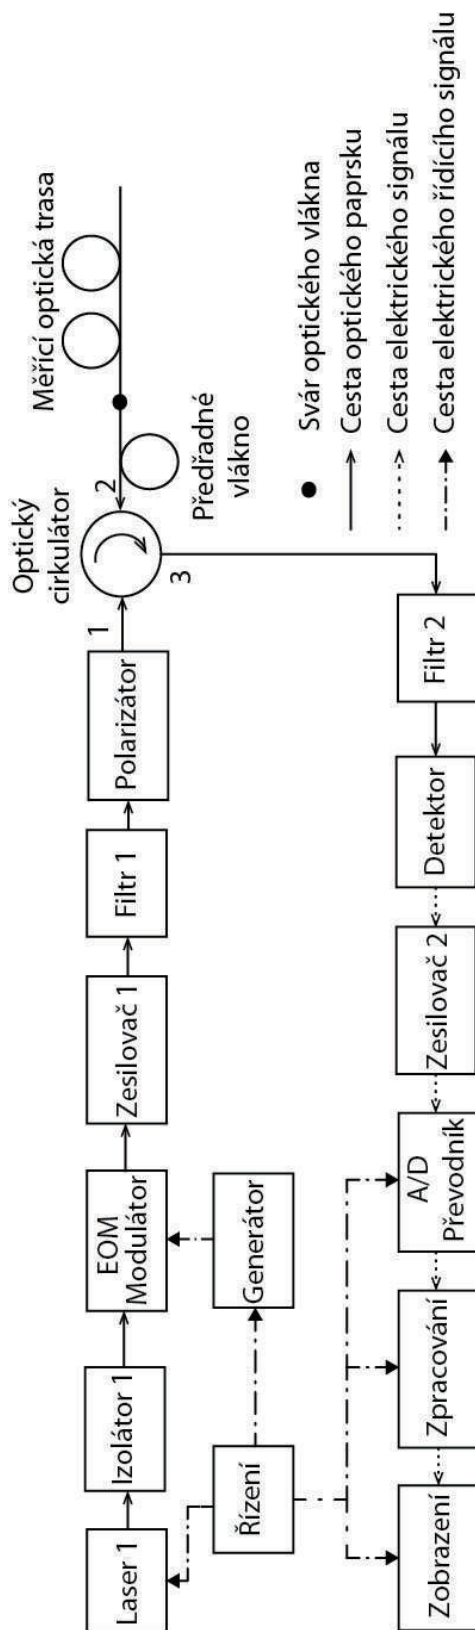 Laser 1
Izolátor 1
EOM
Modulátor
Zesilovač 1
Filtr 1
Polarizátor
1
Optický
cirkulátor
2
3
Předřadné
vlákno
Měřící optická trasa
Řízení
Generátor
Svár optického vlákna
Cesta optického paprsku
Cesta elektrického signálu
Cesta elektrického řídícího signálu
Zobrazení
Zpracování
A/D
Převodník
Zesilovač 2
Detektor
Filtr 2